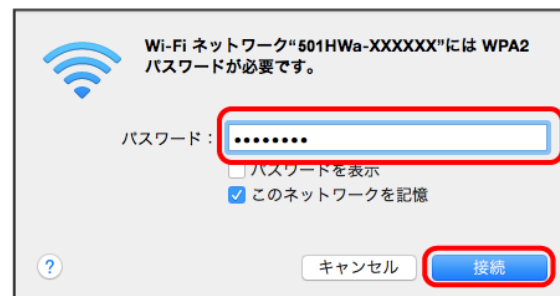 Wi-Fi ネットワーク“501HWa-XXXXXX”には WPA2
パスワードが必要です。
パスワード：
••••••••
パスワードを表示
このネットワークを記憶
?
キャンセル
接続